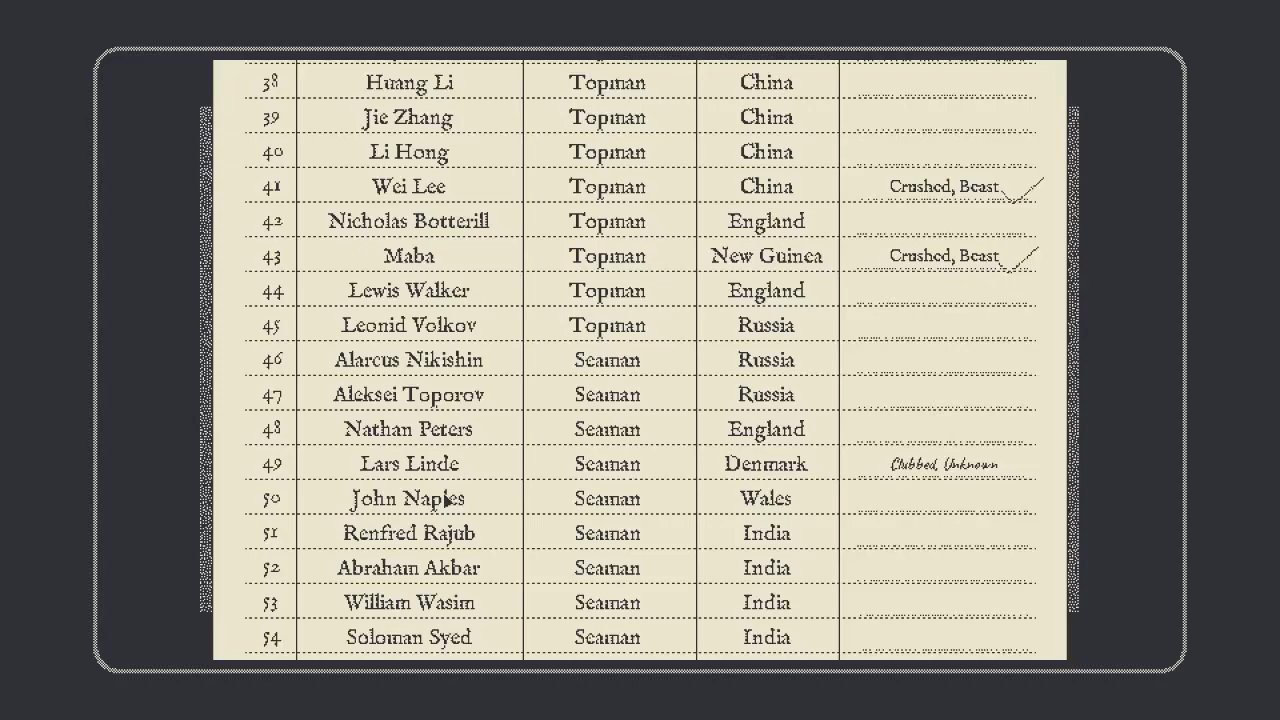 38 Huang Li Topman China
39 Jie Zhang Topman China
40 Li Hong Topman China
41 Wei Lee Topman China Crushed, Beast
42 Nicholas Botterill Topman England
43 Maba Topman New Guinea Crushed, Beast
44 Lewis Walker Topman England
45 Leonid Volkov Topman Russia
46 Alarcus Nikishin Seaman Russia
47 Aleksei Toporov Seaman Russia
48 Nathan Peters Seaman England
49 Lars Linde Seaman Denmark Clubbed, Unknown
50 John Naples Seaman Wales
51 Renfred Rajub Seaman India
52 Abraham Akbar Seaman India
53 William Wasim Seaman India
54 Soloman Syed Seaman India